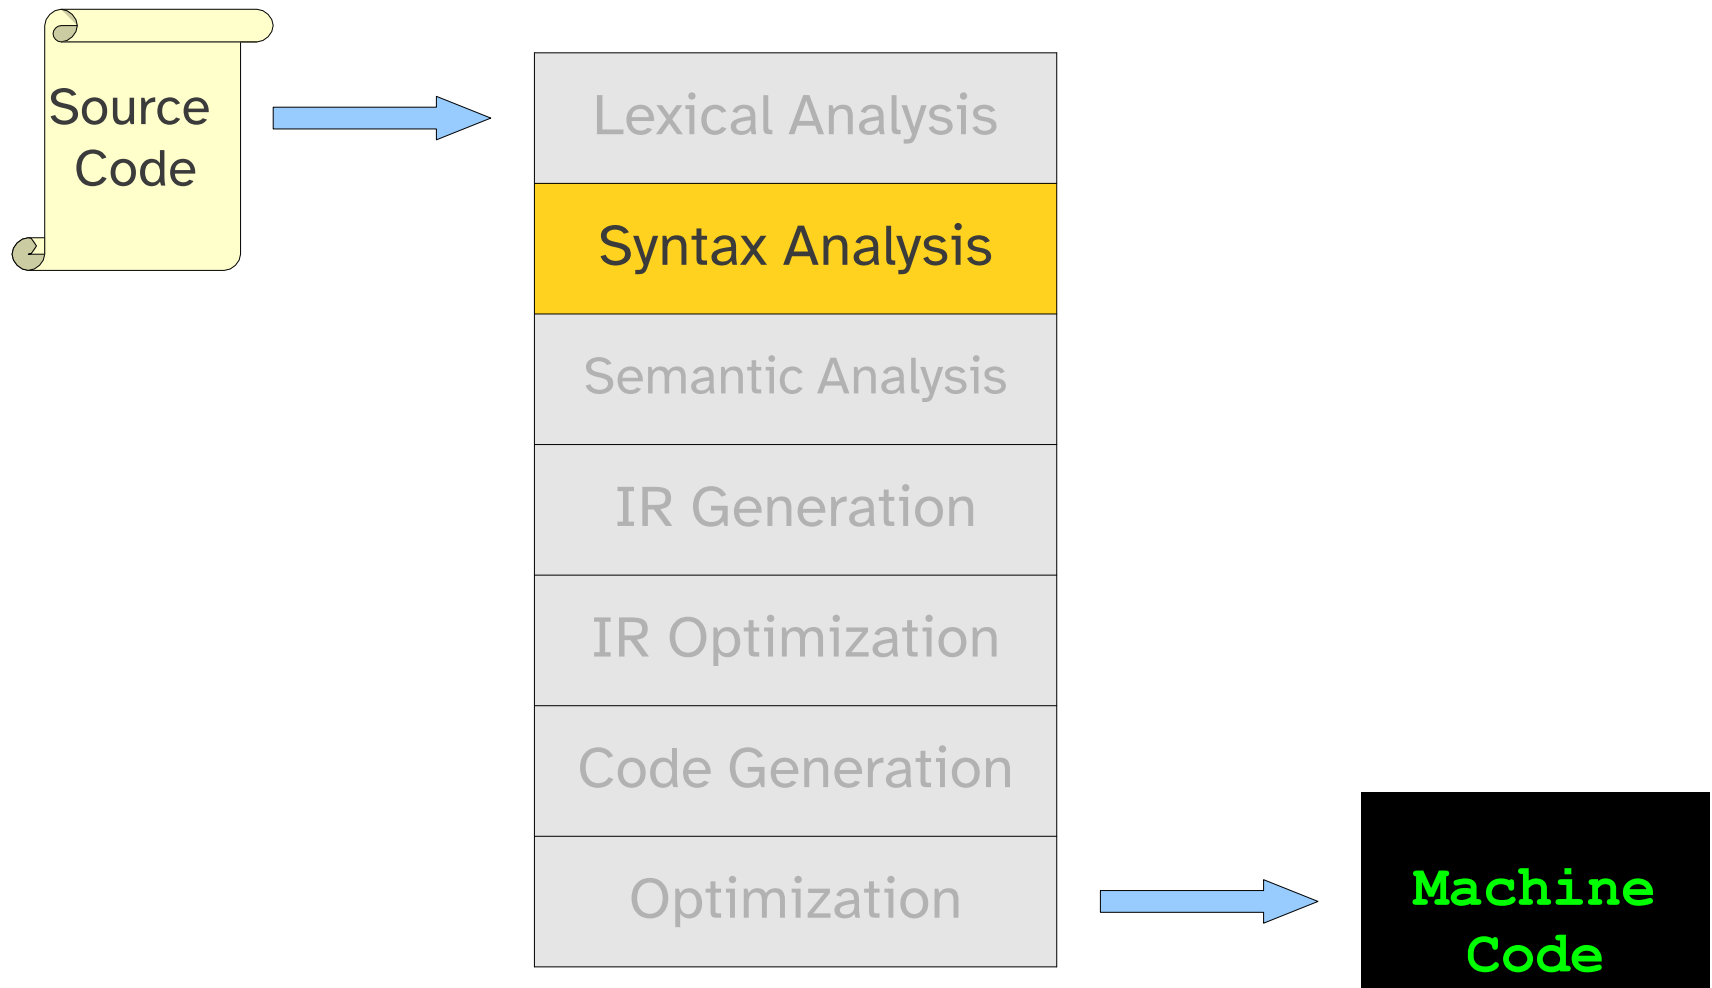 Source
Code
Lexical Analysis
Syntax Analysis
Semantic Analysis
IR Generation
IR Optimization
Code Generation
Optimization
Machine
Code